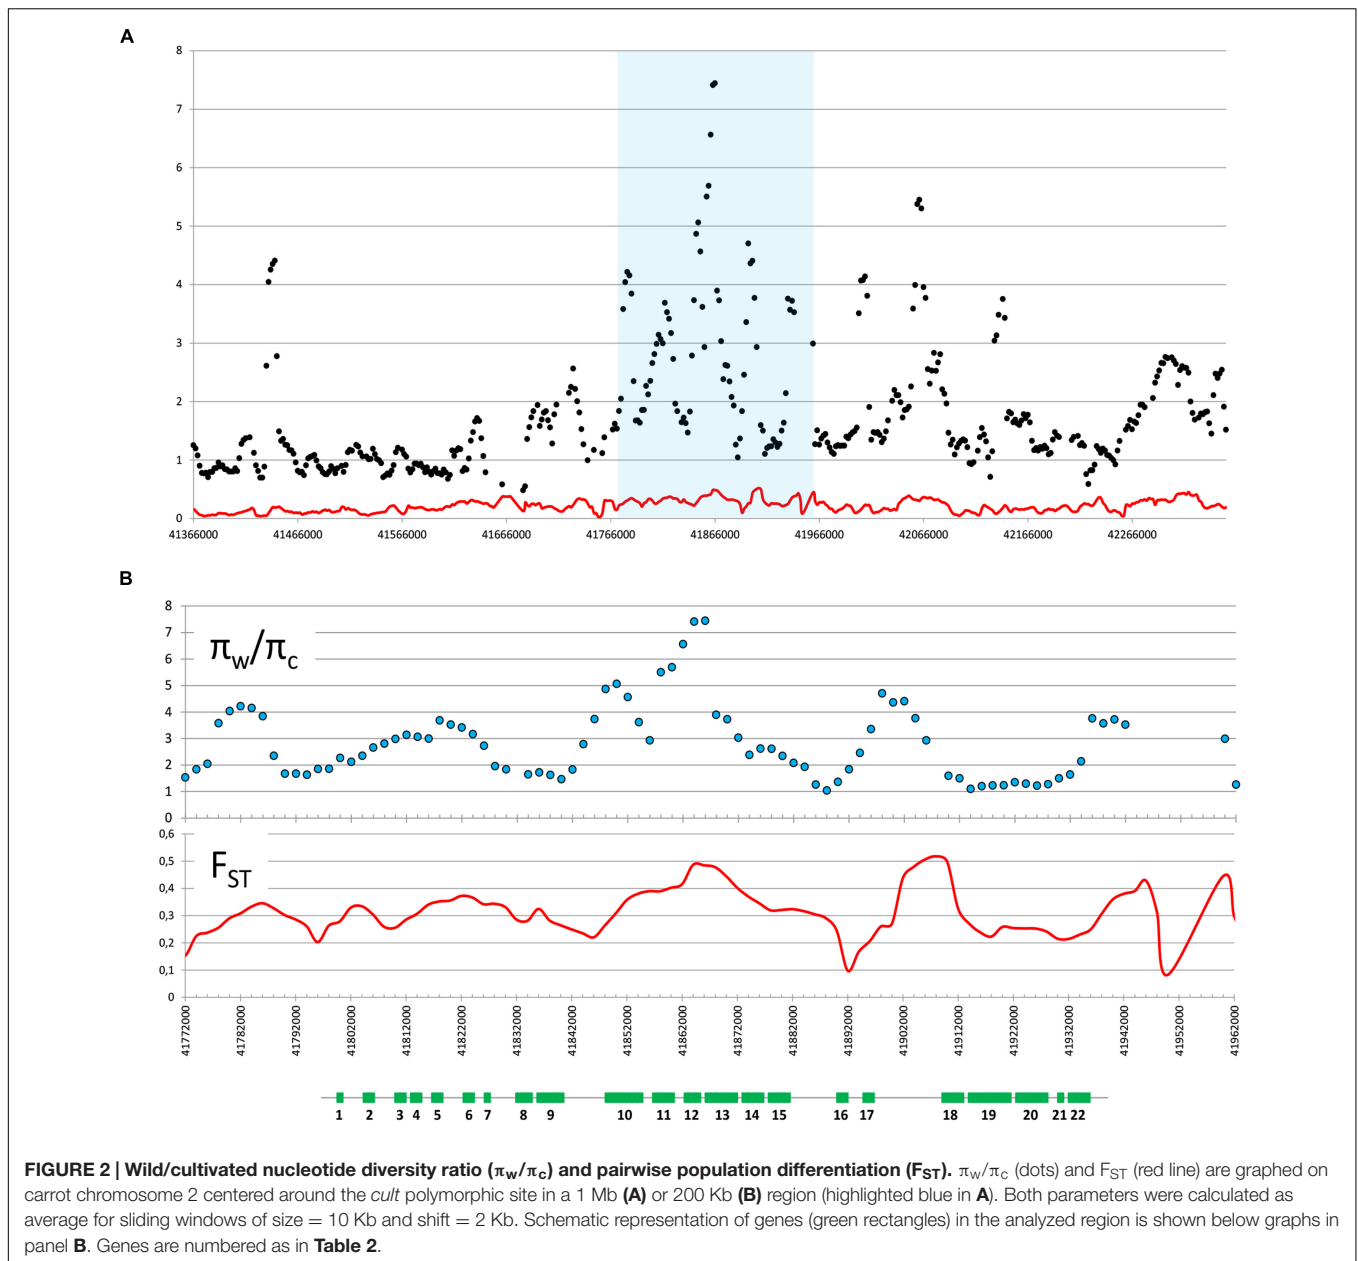 A
8
7
6
5
4
3
2
1
0
41366000 41466000 41566000 41666000 41766000 41866000 41966000 42066000 42166000 42266000
B
8
7
6
5
4
3
2
1
0
πw/πc
0,6
0,5
0,4
0,3
0,2
0,1
0
FST
41772000 41782000 41792000 41802000 41812000 41822000 41832000 41842000 41852000 41862000 41872000 41882000 41892000 41902000 41912000 41922000 41932000 41942000 41952000 41962000
1 2 3 4 5 6 7 8 9 10 11 12 13 14 15 16 17 18 19 20 21 22
FIGURE 2 | Wild/cultivated nucleotide diversity ratio (πw/πc) and pairwise population differentiation (FST). πw/πc (dots) and FST (red line) are graphed on
carrot chromosome 2 centered around the cult polymorphic site in a 1 Mb (A) or 200 Kb (B) region (highlighted blue in A). Both parameters were calculated as
average for sliding windows of size = 10 Kb and shift = 2 Kb. Schematic representation of genes (green rectangles) in the analyzed region is shown below graphs in
panel B. Genes are numbered as in Table 2.